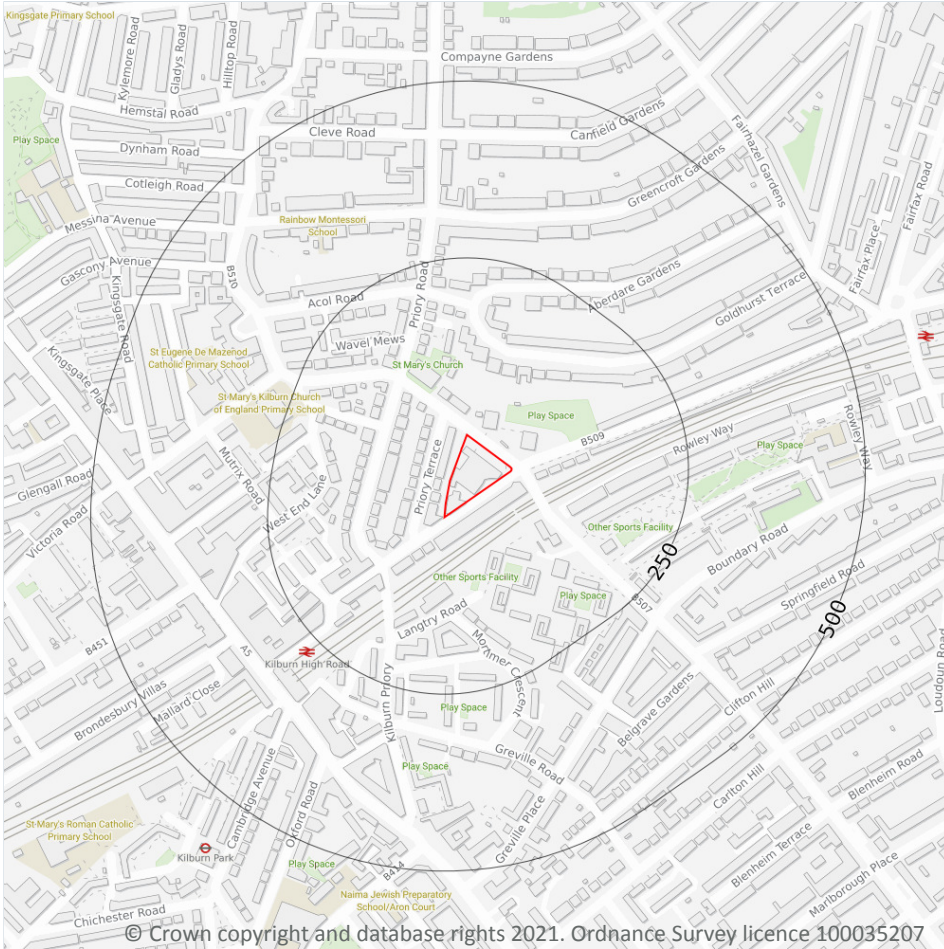 Kingsgate Primary School
Kylemore Road
Gladys Road
Hilltop Road
Compayne Gardens
Hemstal Road
Cleve Road
Canfield Gardens
Fairhazel Gardens
Play Space
Dynham Road
Greencroft Gardens
Cotleigh Road
Fairfax Road
Messina Avenue
Rainbow Montessori
School
Gascony Avenue
B510
Priory Road
Aberdare Gardens
Fairfax Place
Kingsgate Road
Acol Road
Goldhurst Terrace
Wavel Mews
St Eugene De Mazenod
Catholic Primary School
St Mary's Church
Kingsgate Place
St Mary's Kilburn Church
of England Primary School
Play Space
B509
Rowley Way
Rowley Way
Play Space
Priory Terrace
Mutrix Road
Glengall Road
West End Lane
Victoria Road
Other Sports Facility
Boundary Road
250
Other Sports Facility
Play Space
Springfield Road
B507
Langtry Road
500
B451
A5
Mortimer Crescent
Kilburn High Road
Loudoun Road
Brondesbury Villas
Mallard Close
Kilburn Priory
Belgrave Gardens
Clifton Hill
Play Space
Greville Road
Play Space
Carlton Hill
Blenheim Road
Cambridge Avenue
Oxford Road
Greville Place
St-Mary's Roman Catholic
Primary School
Kilburn Park
Play Space
B414
Blenheim Terrace
Marlborough Place
Naima Jewish Preparatory
School/Aron Court
Chichester Road
© Crown copyright and database rights 2021. Ordnance Survey licence 100035207